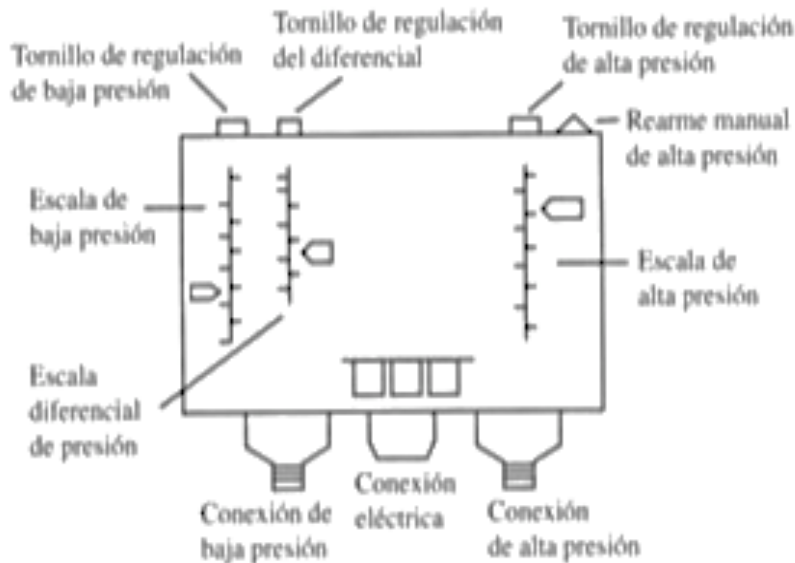 Tornillo de regulación
de baja presión
Tornillo de regulación
del diferencial
Tornillo de regulación
de alta presión
Rearme manual
de alta presión
Escala de
baja presión
Escala de
alta presión
Escala
diferencial
de presión
Conexión de
baja presión
Conexión
eléctrica
Conexión
de alta presión